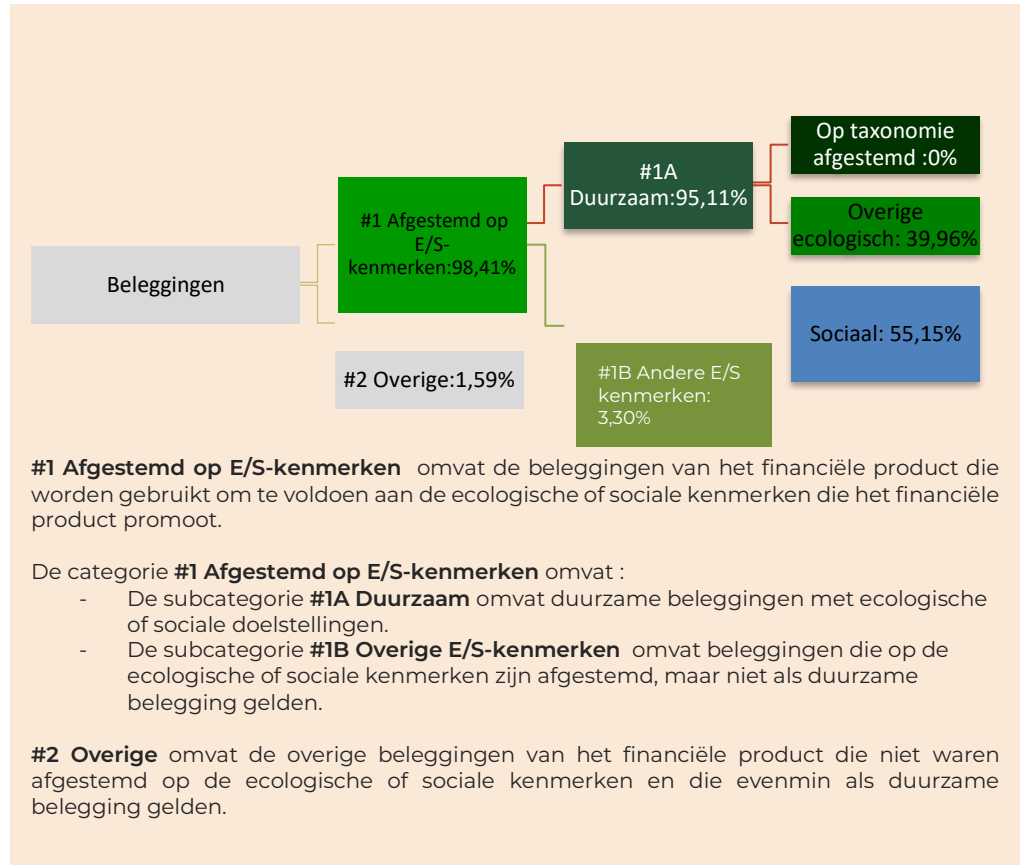 Op taxonomie
afgestemd :0%
#1A
Duurzaam:95,11%
#1 Afgestemd op
E/S-
kenmerken:98,41%
Overige
ecologisch: 39,96%
Beleggingen
Sociaal: 55,15%
#2 Overige:1,59%
#1B Andere E/S
kenmerken:
3,30%
#1 Afgestemd op E/S-kenmerken omvat de beleggingen van het financiële product die
worden gebruikt om te voldoen aan de ecologische of sociale kenmerken die het financiële
product promoot.
De categorie #1 Afgestemd op E/S-kenmerken omvat :
- De subcategorie #1A Duurzaam omvat duurzame beleggingen met ecologische
of sociale doelstellingen.
- De subcategorie #1B Overige E/S-kenmerken omvat beleggingen die op de
ecologische of sociale kenmerken zijn afgestemd, maar niet als duurzame
belegging gelden.
#2 Overige omvat de overige beleggingen van het financiële product die niet waren
afgestemd op de ecologische of sociale kenmerken en die evenmin als duurzame
belegging gelden.